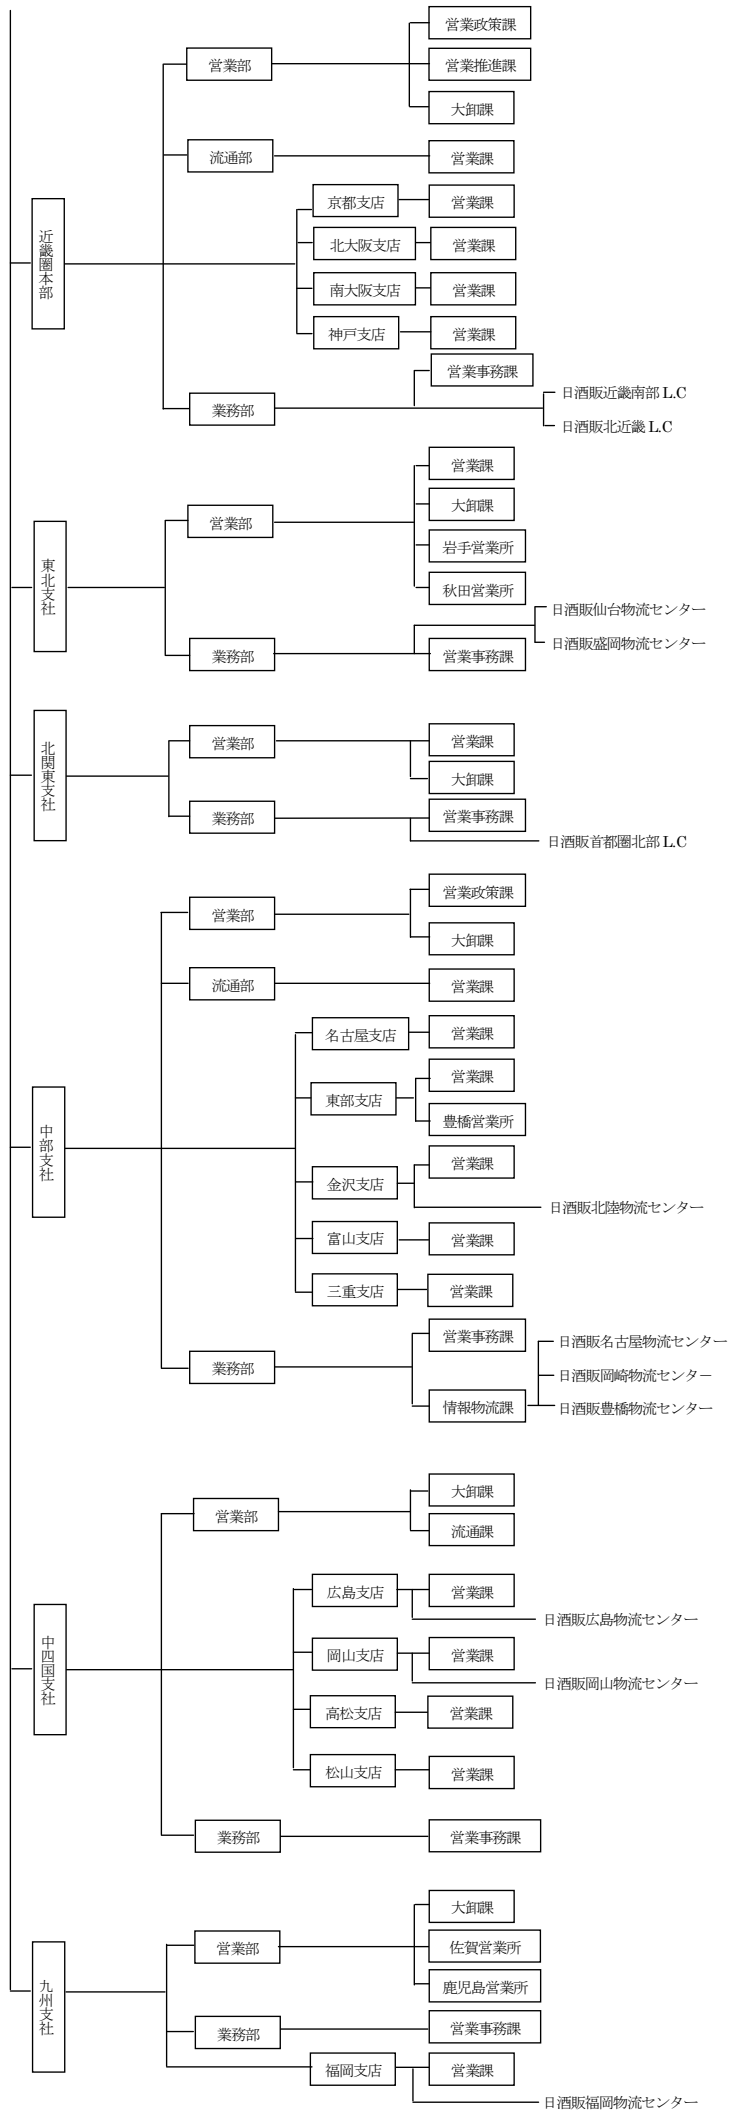 近畿圏本部
営業部
営業政策課
営業推進課
大卸課
流通部
営業課
京都支店
営業課
北大阪支店
営業課
南大阪支店
営業課
神戸支店
営業課
業務部
営業事務課
日酒販近畿南部 L.C
日酒販北近畿 L.C
東北支社
営業部
営業課
大卸課
岩手営業所
秋田営業所
業務部
営業事務課
日酒販仙台物流センター
日酒販盛岡物流センター
北関東支社
営業部
営業課
大卸課
業務部
営業事務課
日酒販首都圏北部 L.C
中部支社
営業部
営業政策課
大卸課
流通部
営業課
名古屋支店
営業課
東部支店
営業課
豊橋営業所
金沢支店
営業課
日酒販北陸物流センター
富山支店
営業課
三重支店
営業課
業務部
営業事務課
情報物流課
日酒販名古屋物流センター
日酒販岡崎物流センター
日酒販豊橋物流センター
中四国支社
営業部
大卸課
流通課
広島支店
営業課
日酒販広島物流センター
岡山支店
営業課
日酒販岡山物流センター
高松支店
営業課
松山支店
営業課
業務部
営業事務課
九州支社
営業部
大卸課
佐賀営業所
鹿児島営業所
業務部
営業事務課
福岡支店
営業課
日酒販福岡物流センター